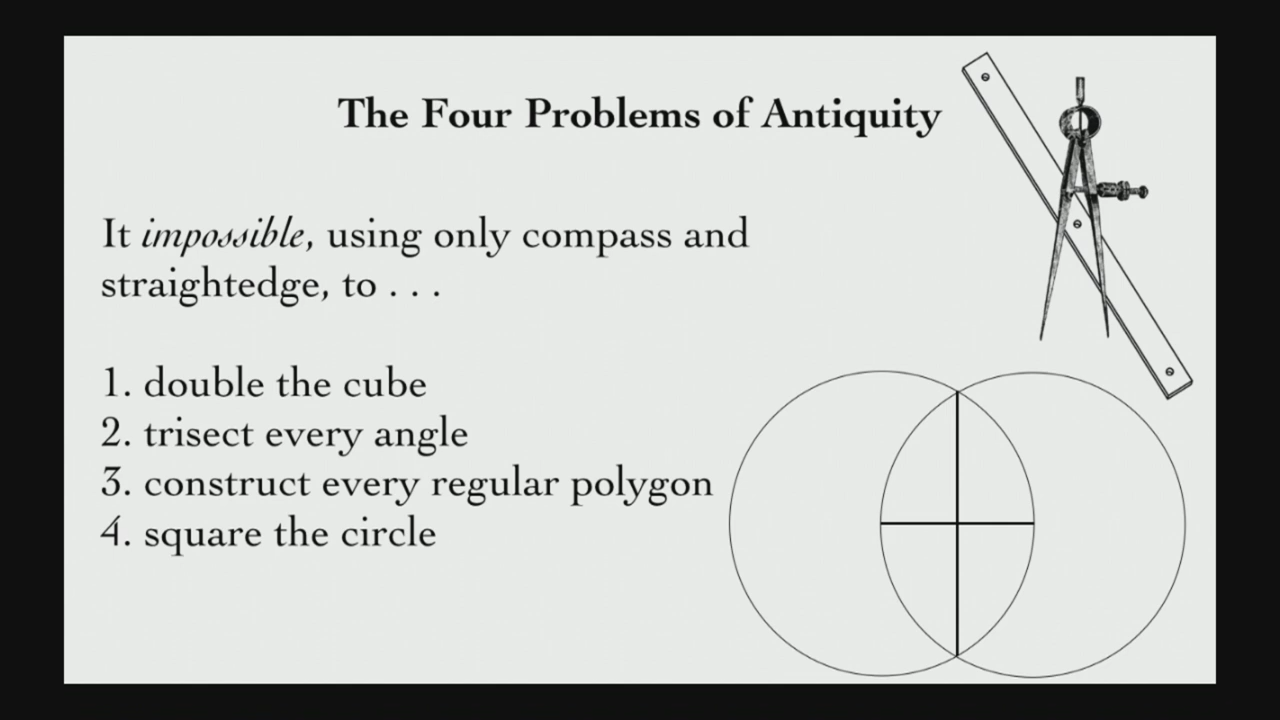 The Four Problems of Antiquity
It impossible, using only compass and
straightedge, to . . .
1. double the cube
2. trisect every angle
3. construct every regular polygon
4. square the circle